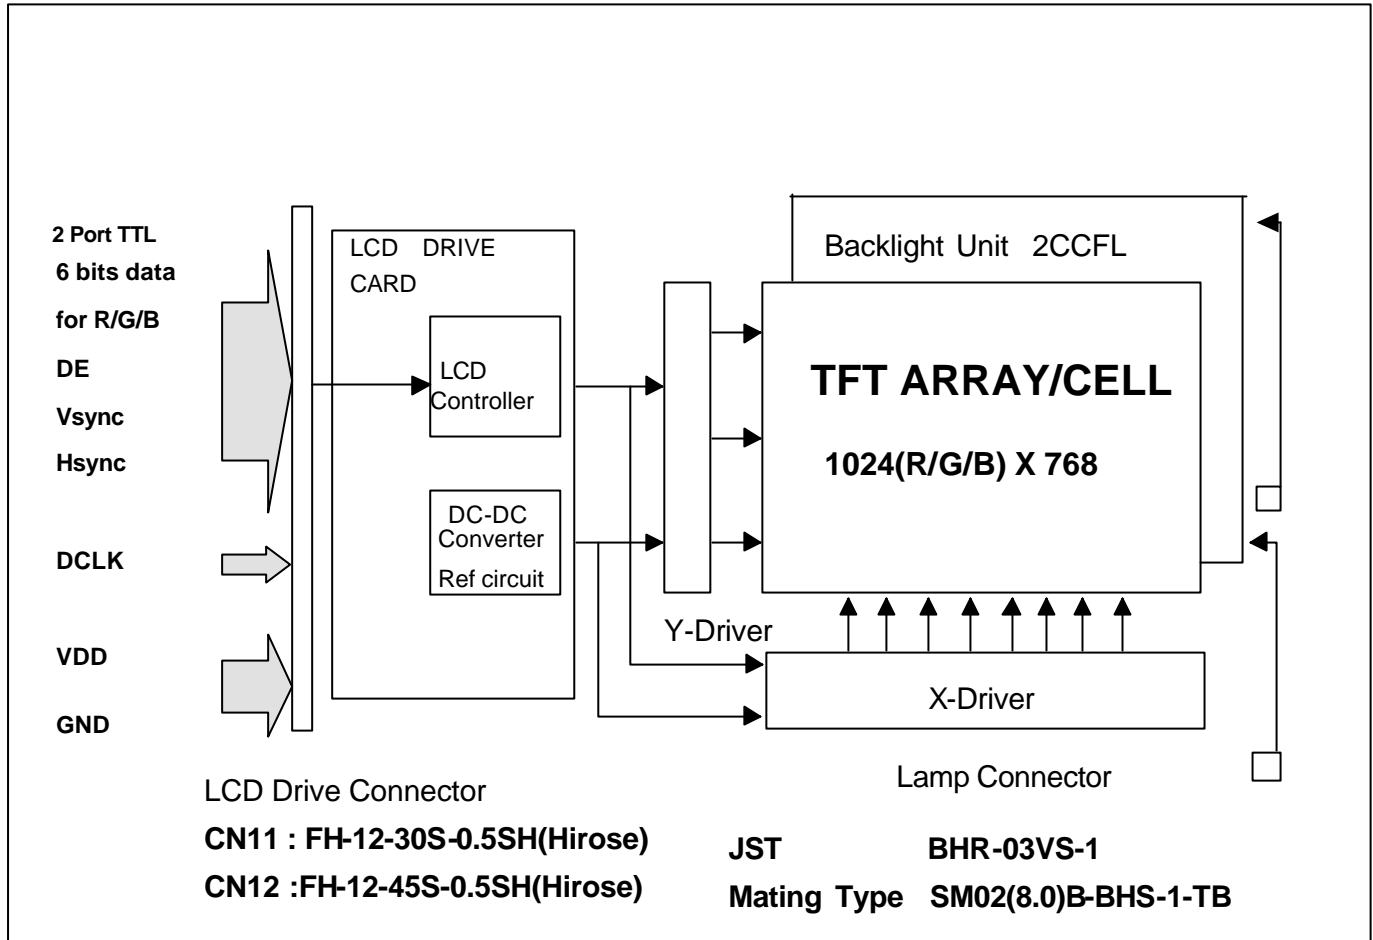 2 Port TTL
6 bits data
for R/G/B
DE
Vsync
Hsync
DCLK
VDD
GND
LCD DRIVE
CARD
LCD
Controller
DC-DC
Converter
Ref circuit
Y-Driver
Backlight Unit 2CCFL
TFT ARRAY/CELL
1024(R/G/B) X 768
X-Driver
LCD Drive Connector
CN11 : FH-12-30S-0.5SH(Hirose)
CN12 :FH-12-45S-0.5SH(Hirose)
Lamp Connector
JST BHR-03VS-1
Mating Type SM02(8.0)B-BHS-1-TB